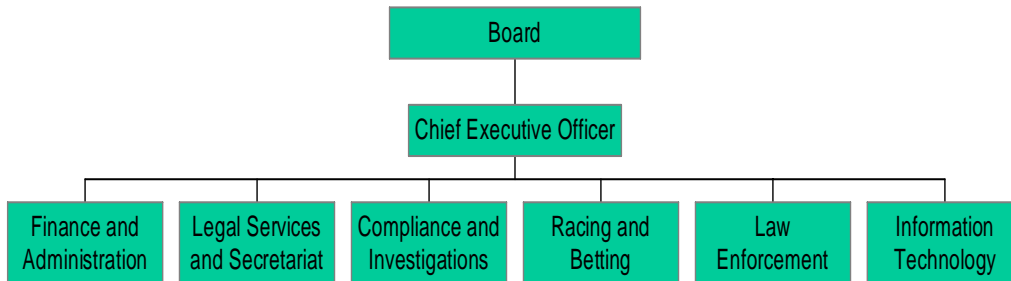 Board
Chief Executive Officer
Finance and
Administration
Legal Services
and Secretariat
Compliance and
Investigations
Racing and
Betting
Law
Enforcement
Information
Technology